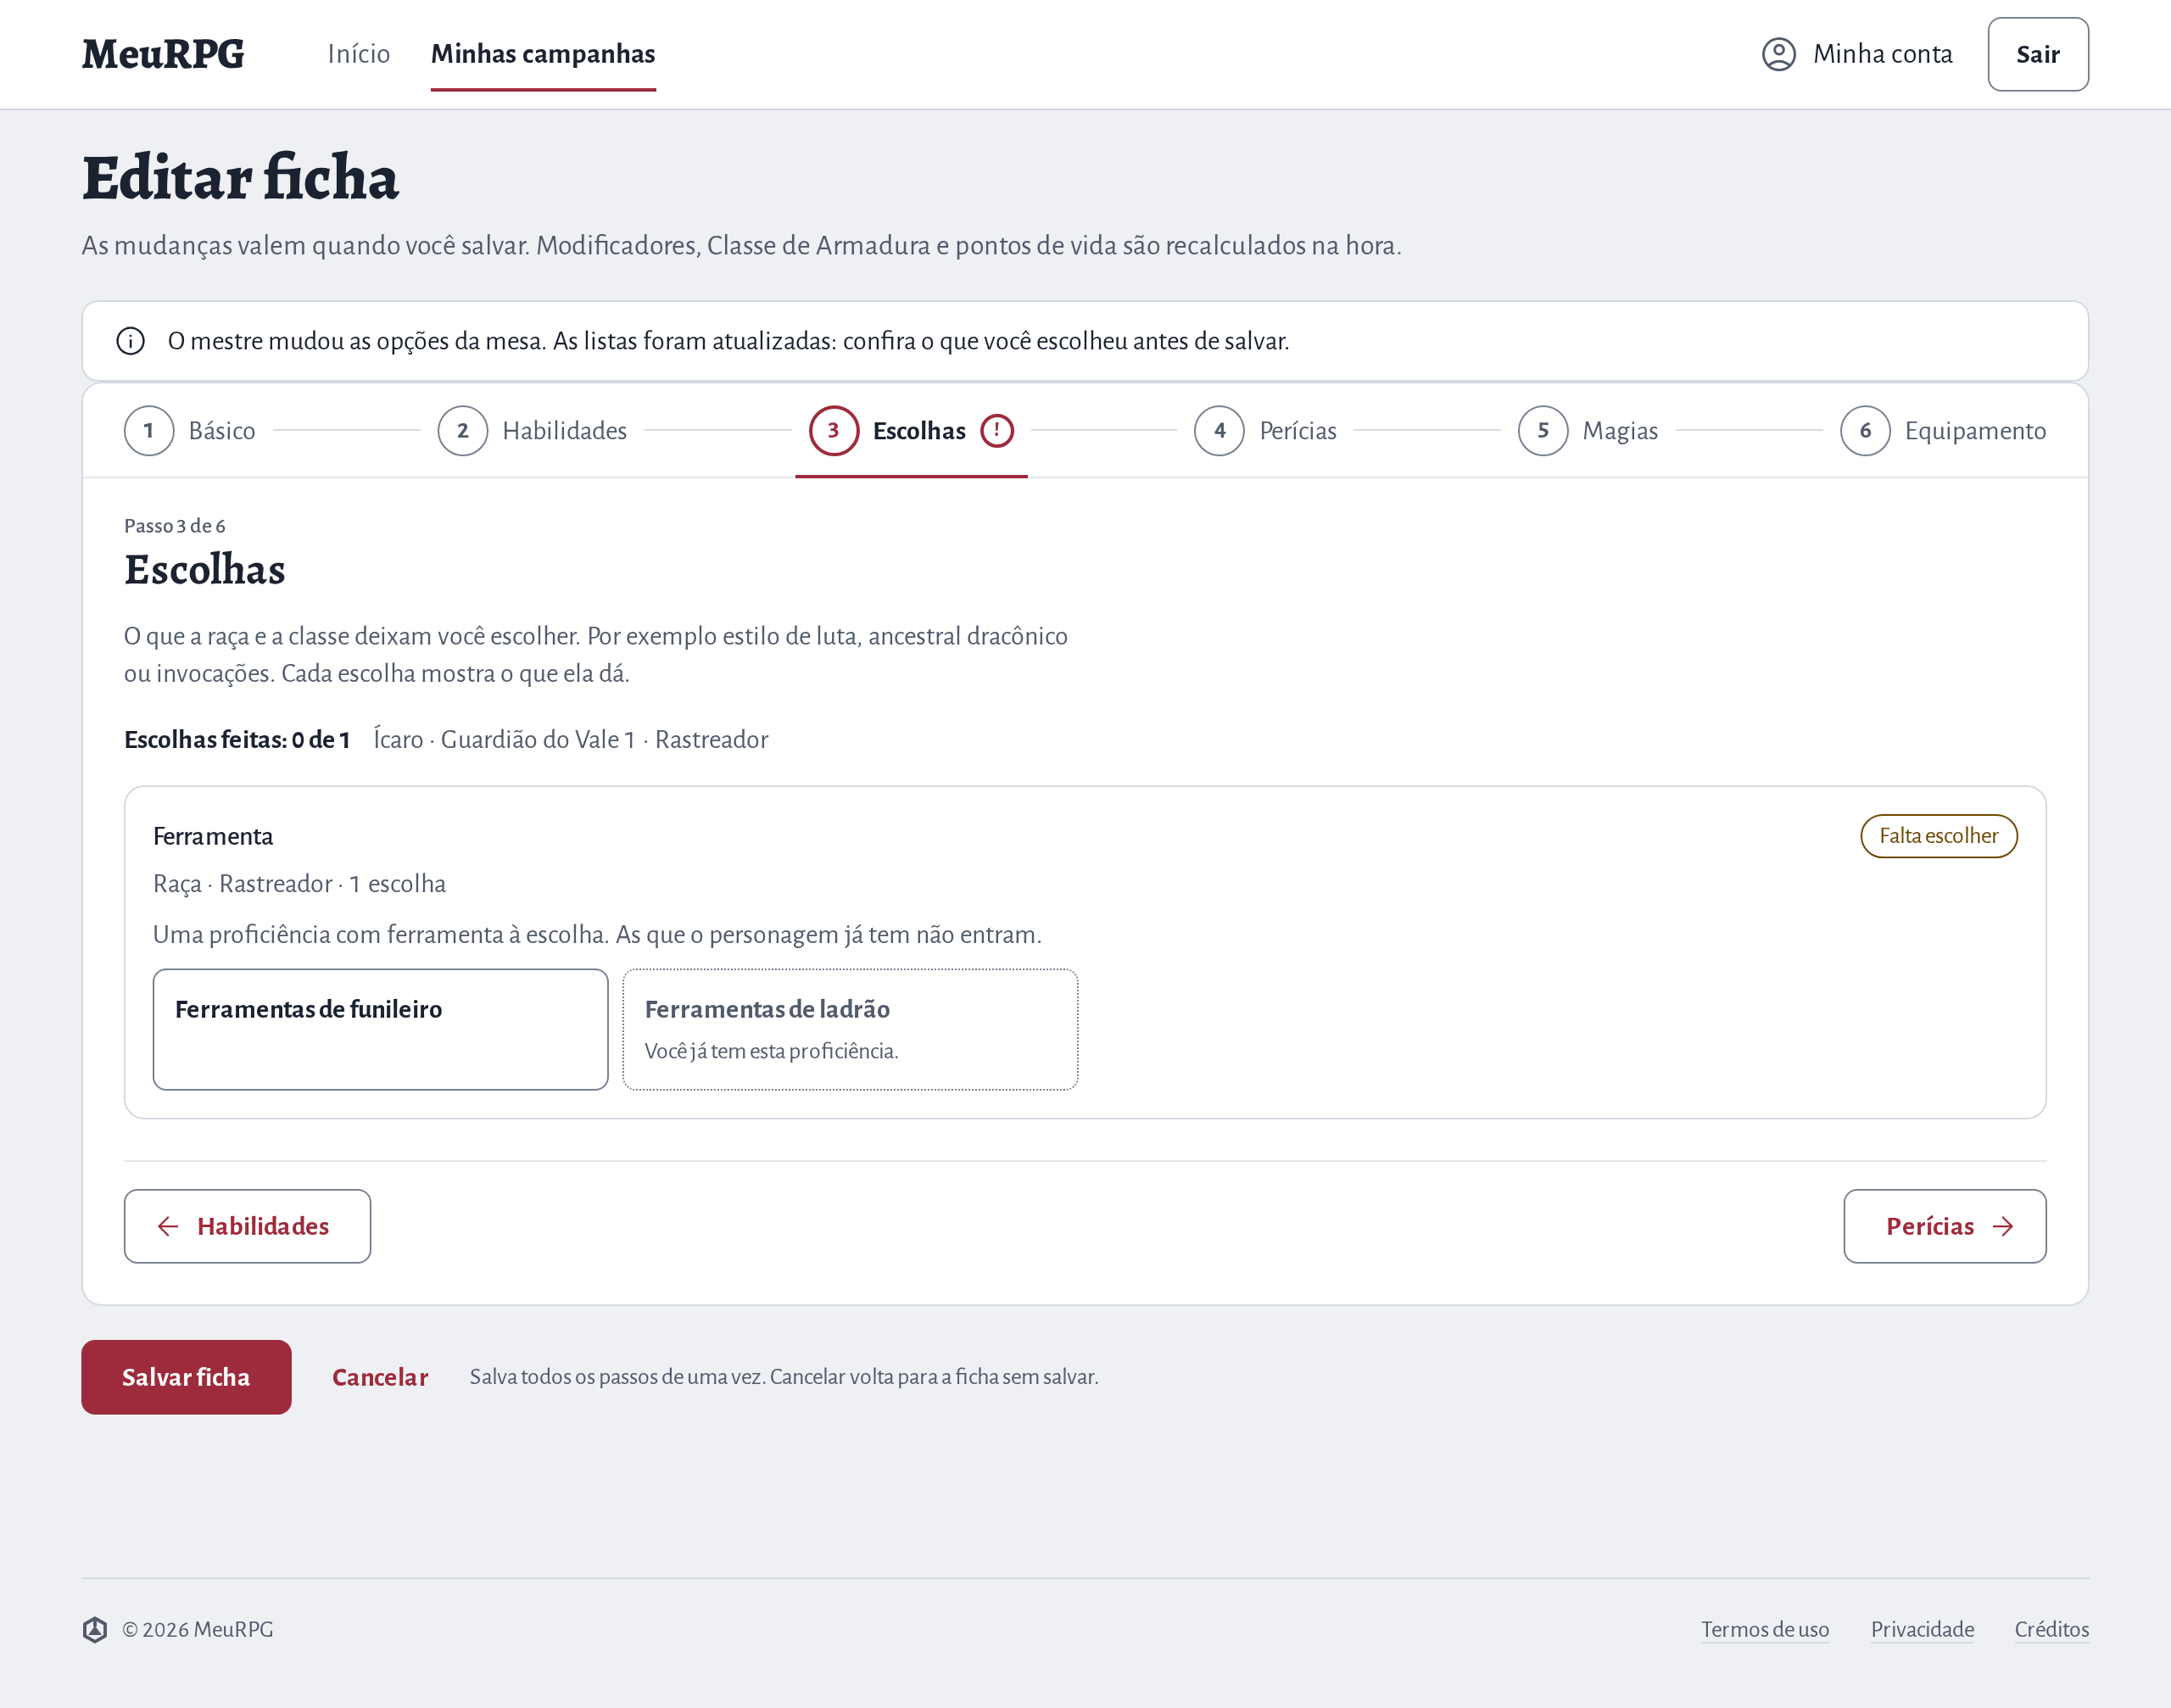 MeuRPG
Início
Minhas campanhas
Minha conta
Sair
Editar ficha
As mudanças valem quando você salvar. Modificadores, Classe de Armadura e pontos de vida são recalculados na hora.
O mestre mudou as opções da mesa. As listas foram atualizadas: confira o que você escolheu antes de salvar.
1 Básico
2 Habilidades
3 Escolhas !
4 Perícias
5 Magias
6 Equipamento
Passo 3 de 6
Escolhas
O que a raça e a classe deixam você escolher. Por exemplo estilo de luta, ancestral dracônico
ou invocações. Cada escolha mostra o que ela dá.
Escolhas feitas: 0 de 1 Ícaro · Guardião do Vale 1 · Rastreador
Ferramenta
Falta escolher
Raça · Rastreador · 1 escolha
Uma proficiência com ferramenta à escolha. As que o personagem já tem não entram.
Ferramentas de funileiro
Ferramentas de ladrão
Você já tem esta proficiência.
Habilidades
Perícias
Salvar ficha
Cancelar
Salva todos os passos de uma vez. Cancelar volta para a ficha sem salvar.
© 2026 MeuRPG
Termos de uso
Privacidade
Créditos